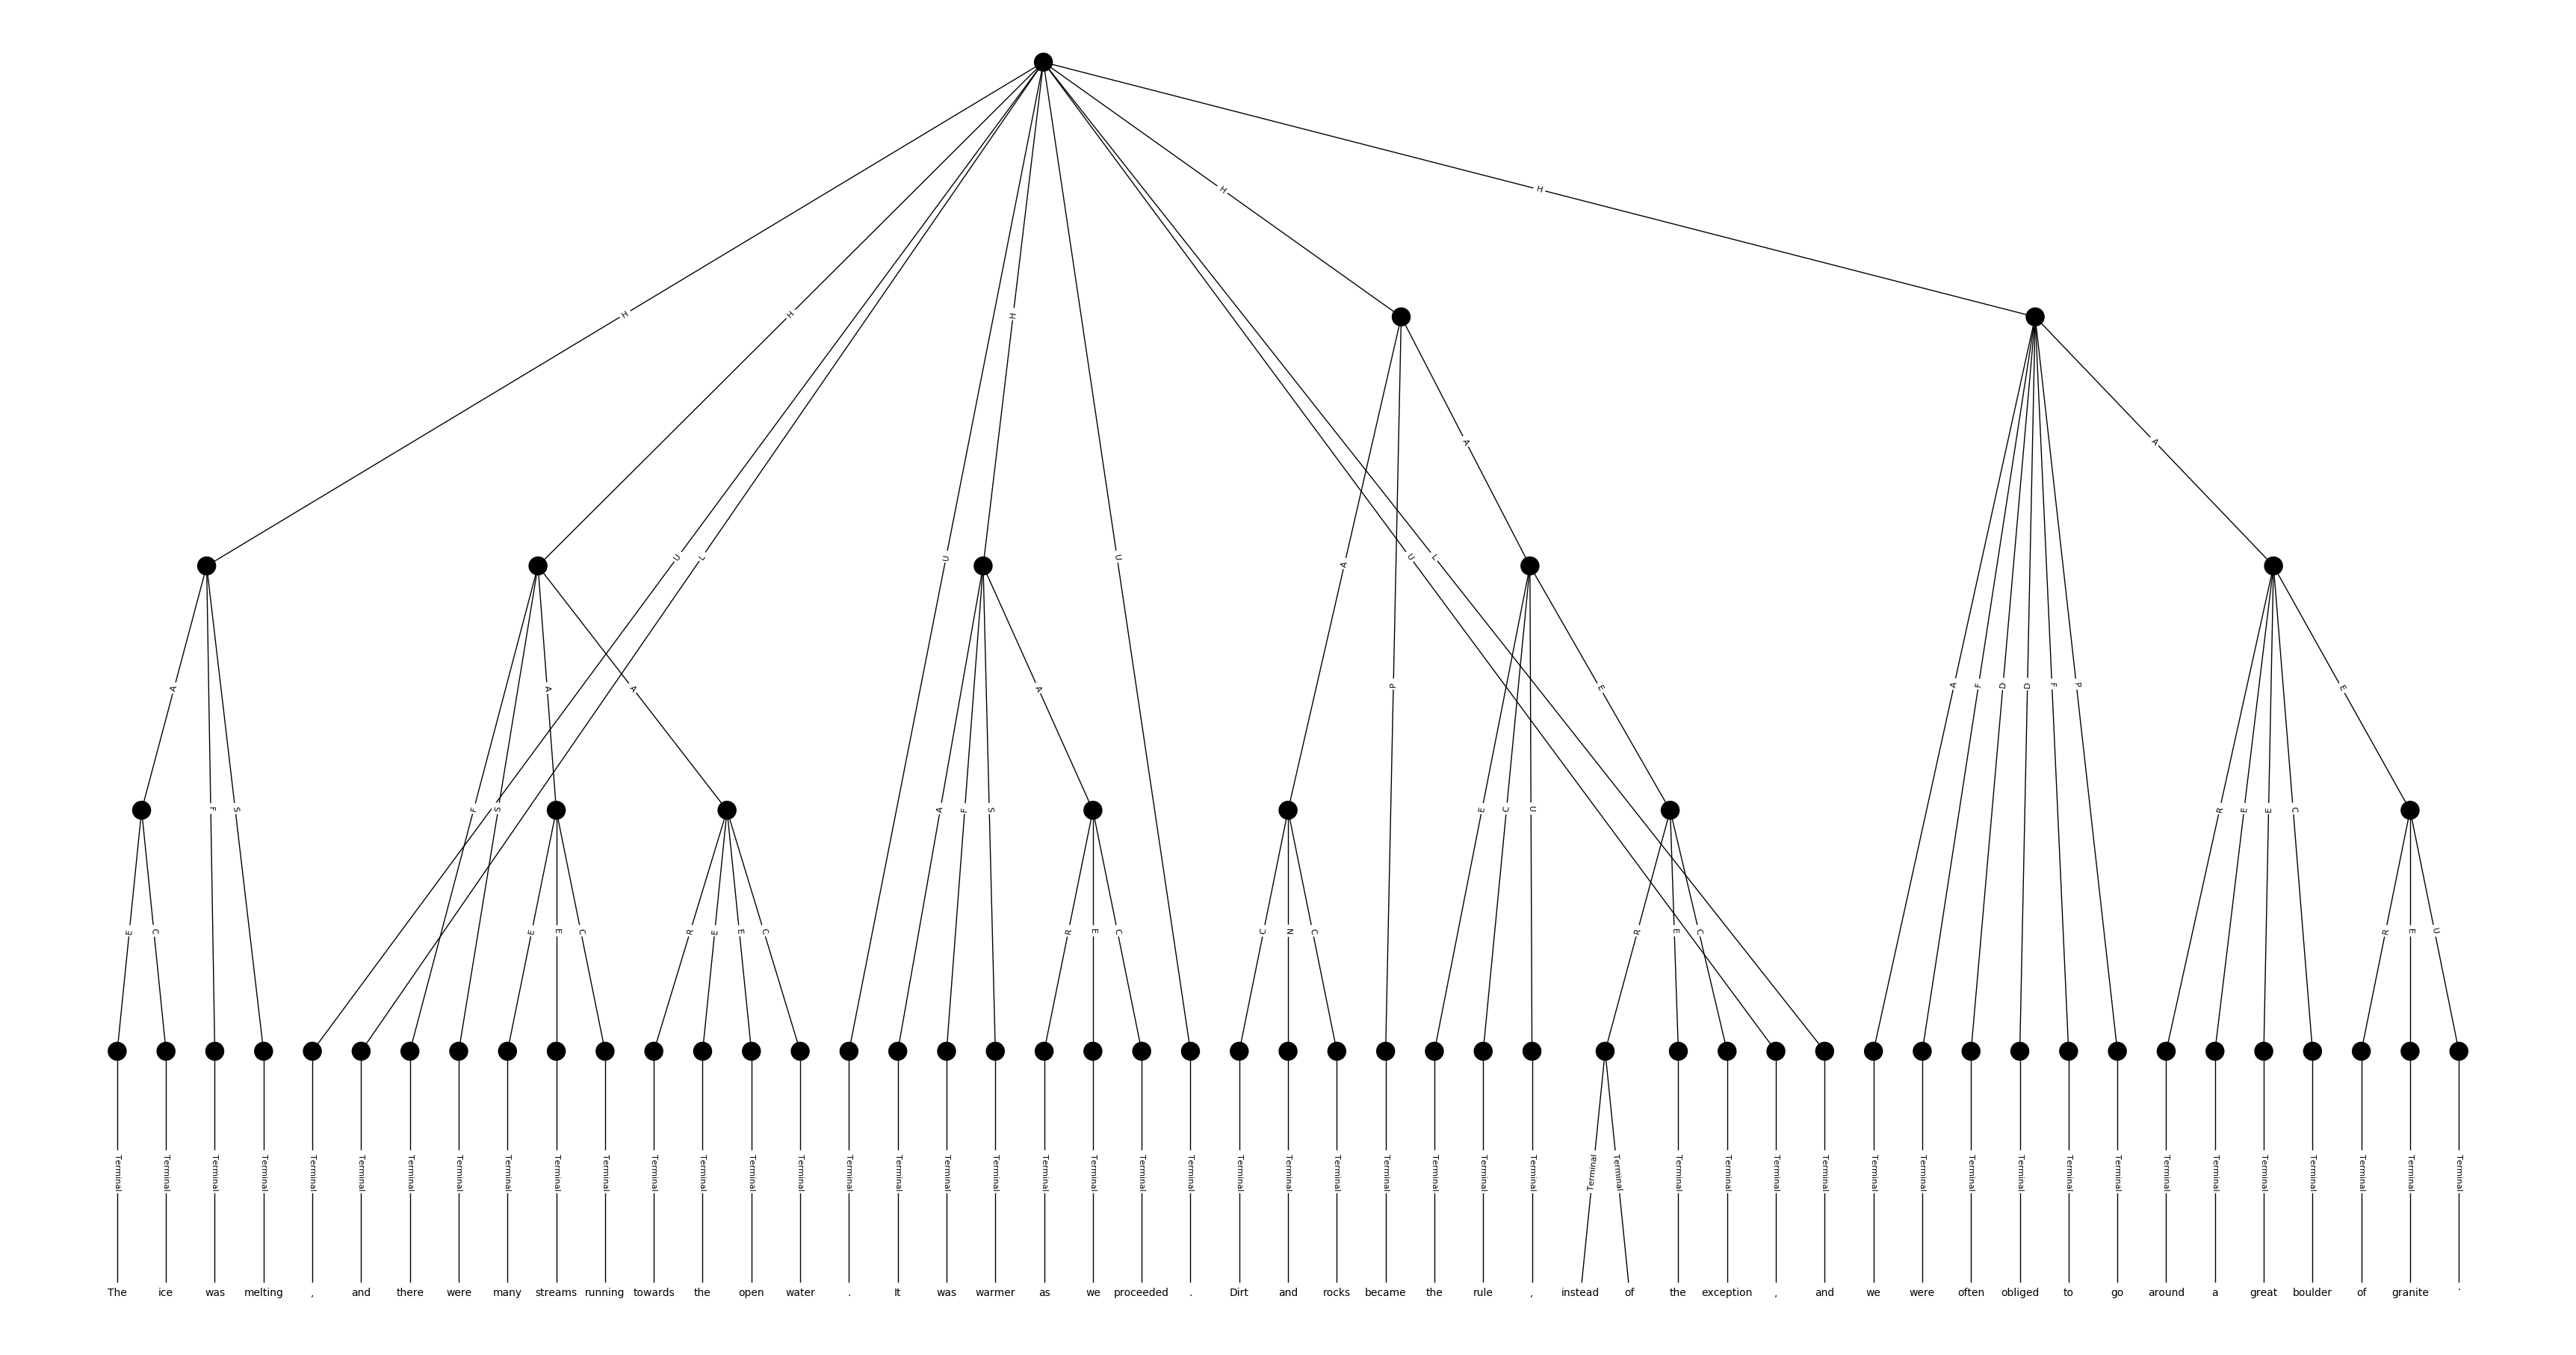 H H U L U H U H U L H
A F S F S A A A F S A A P A A F D D F P A
E C E E C R E E C R E C C N C E C U E R E E C E
R E C R E U
Terminal Terminal Terminal Terminal Terminal Terminal Terminal Terminal Terminal Terminal Terminal Terminal Terminal Terminal Terminal Terminal Terminal Terminal Terminal Terminal Terminal Terminal Terminal Terminal Terminal Terminal Terminal Terminal Terminal Terminal Terminal Terminal Terminal Terminal Terminal Terminal Terminal Terminal Terminal Terminal Terminal Terminal Terminal Terminal Terminal Terminal Terminal Terminal
The ice was melting , and there were many streams running towards the open water . It was warmer as we proceeded . Dirt and rocks became the rule , instead of the exception , and we were often obliged to go around a great boulder of granite .